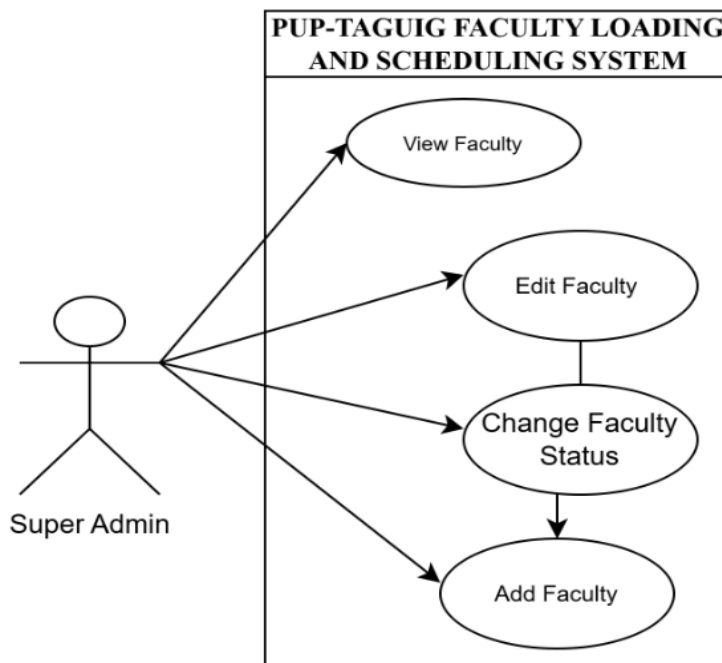 PUP-TAGUIG FACULTY LOADING
AND SCHEDULING SYSTEM
View Faculty
Edit Faculty
Change Faculty
Status
Super Admin
Add Faculty